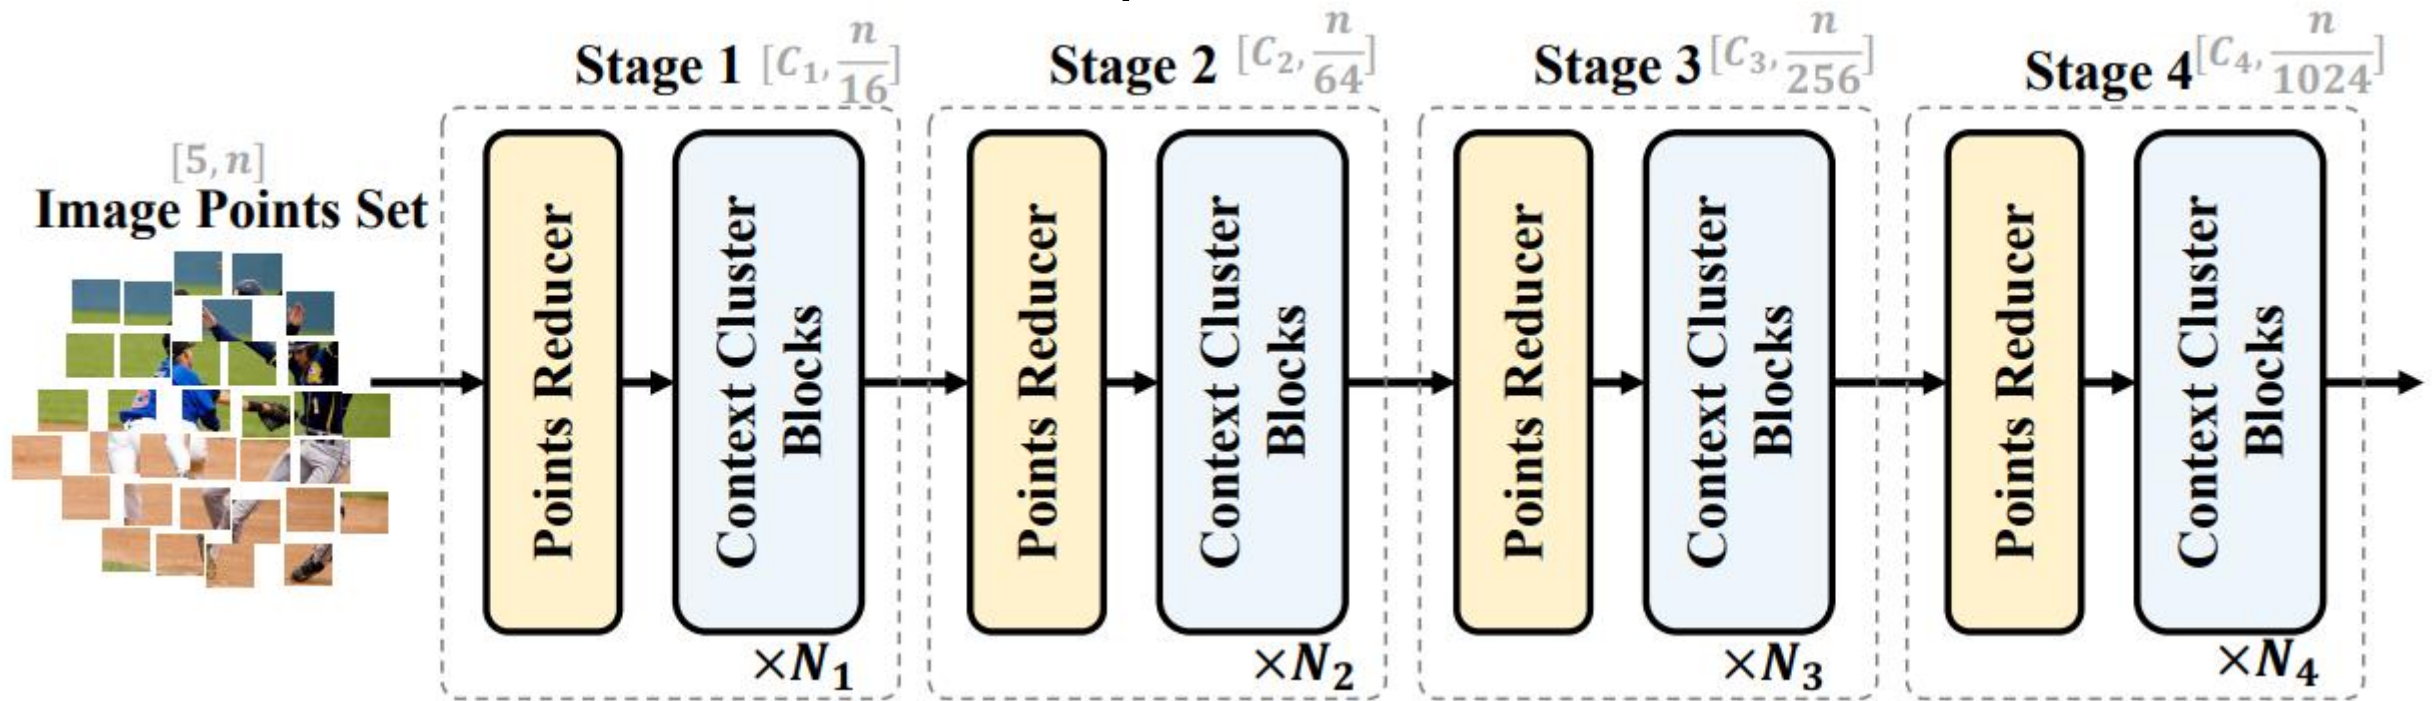 [5, n]
Image Points Set
Stage 1 [C₁, n/16]
Points Reducer
Context Cluster
Blocks
×N₁
Stage 2 [C₂, n/64]
Points Reducer
Context Cluster
Blocks
×N₂
Stage 3 [C₃, n/256]
Points Reducer
Context Cluster
Blocks
×N₃
Stage 4 [C₄, n/1024]
Points Reducer
Context Cluster
Blocks
×N₄